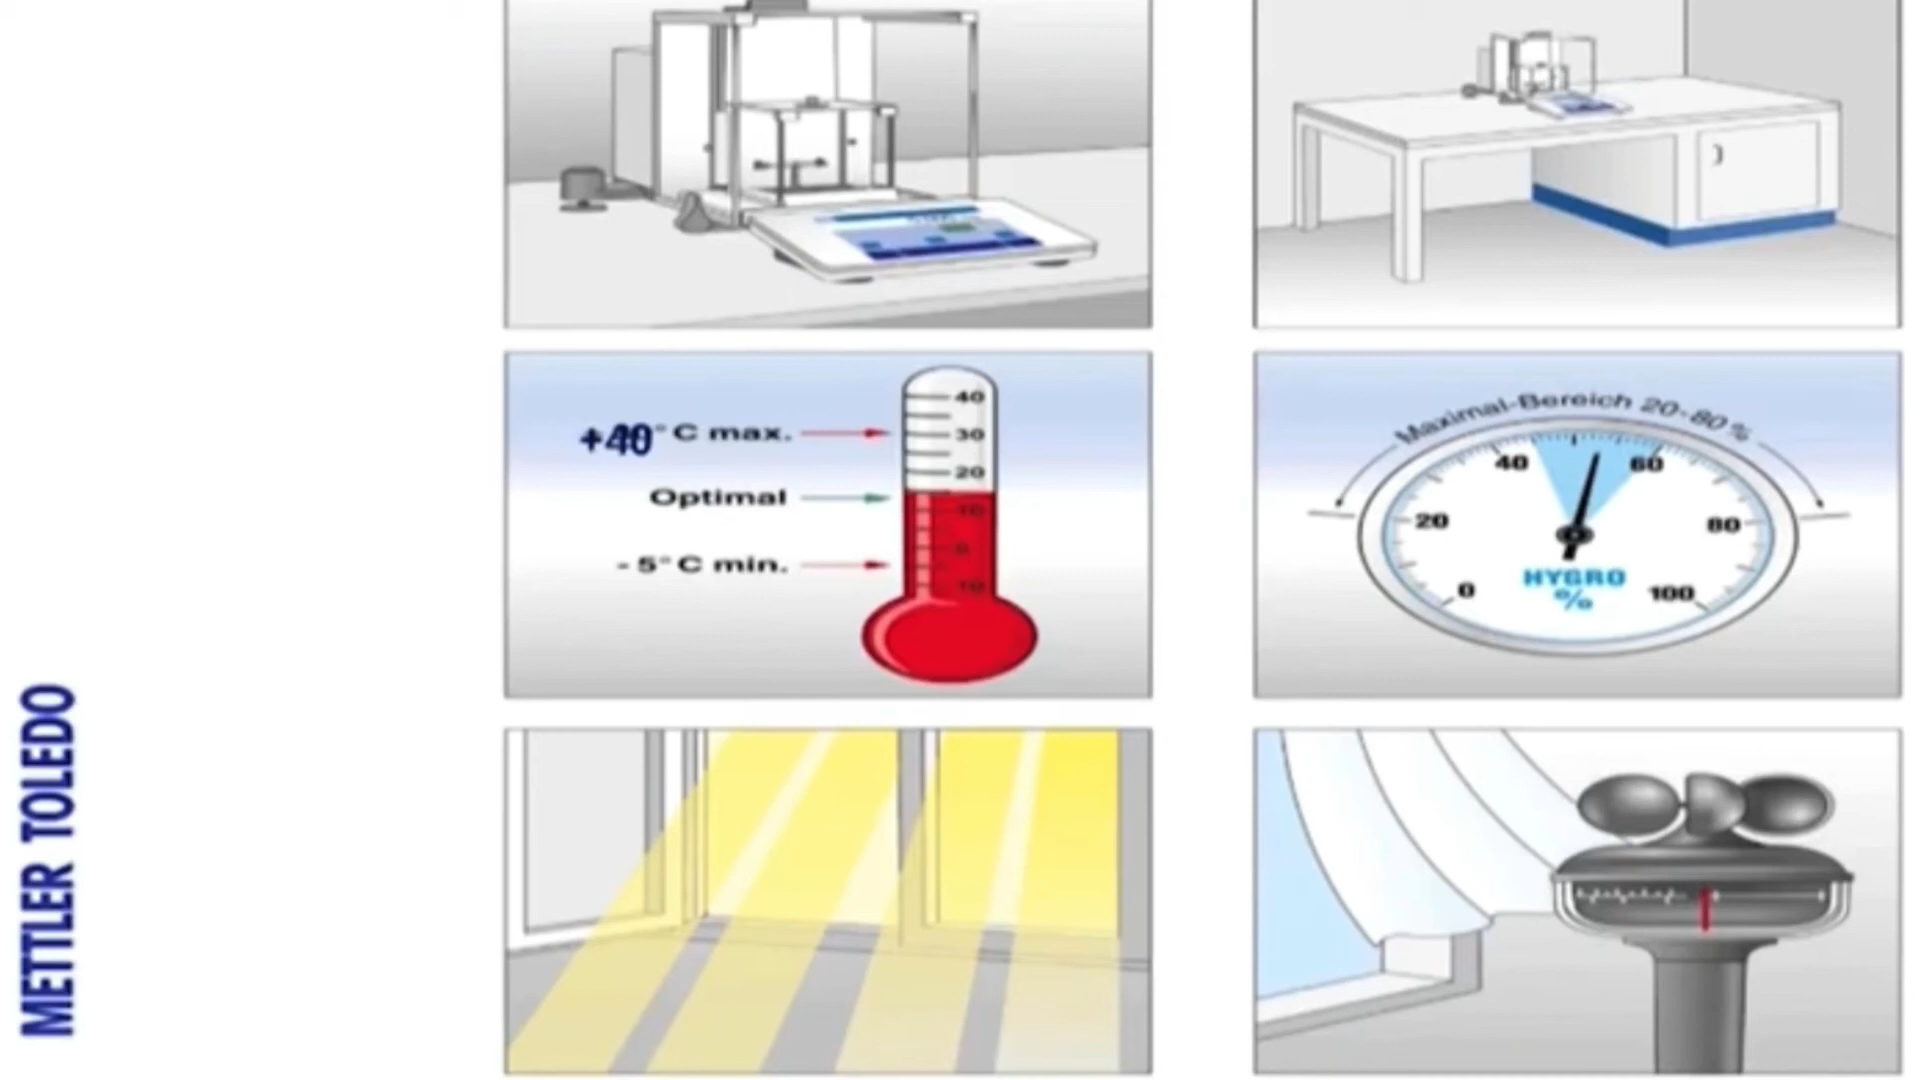 +40°C max.
Optimal
- 5°C min.
40
30
20
10
0
10
Maximal-Bereich 20-80%
40
60
20
80
0
100
HYGRO
%
METTLER TOLEDO